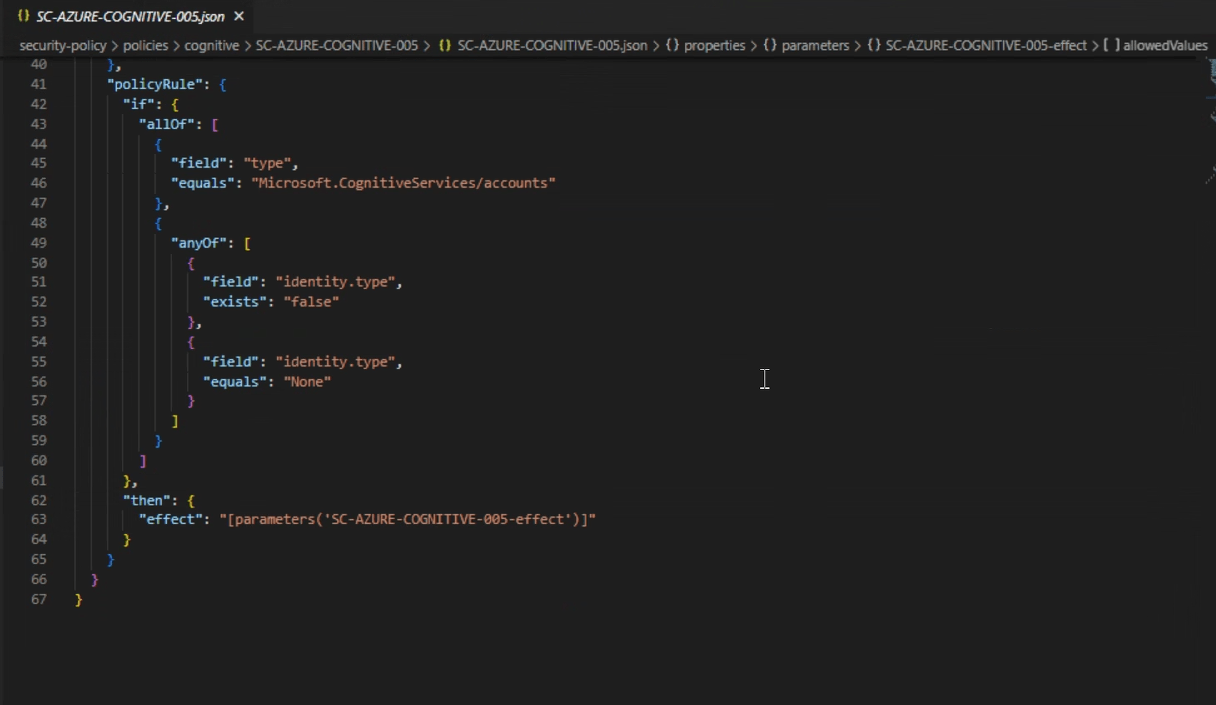 {} SC-AZURE-COGNITIVE-005.json ×
security-policy > policies > cognitive > SC-AZURE-COGNITIVE-005 > {} SC-AZURE-COGNITIVE-005.json > {} properties > {} parameters > {} SC-AZURE-COGNITIVE-005-effect > [ ] allowedValues
40 },
41 "policyRule": {
42 "if": {
43 "allOf": [
44 {
45 "field": "type",
46 "equals": "Microsoft.CognitiveServices/accounts"
47 },
48 {
49 "anyOf": [
50 {
51 "field": "identity.type",
52 "exists": "false"
53 },
54 {
55 "field": "identity.type",
56 "equals": "None"
57 }
58 ]
59 }
60 ]
61 },
62 "then": {
63 "effect": "[parameters('SC-AZURE-COGNITIVE-005-effect')]"
64 }
65 }
66 }
67 }